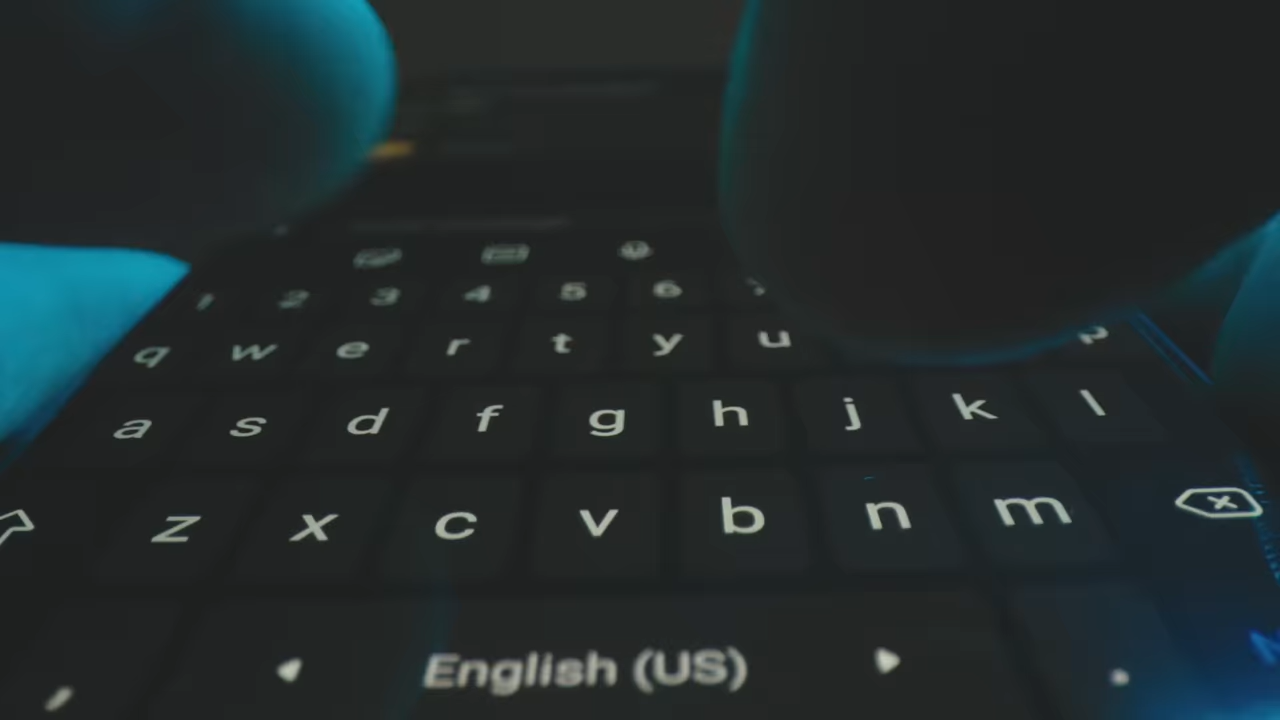 1 2 3 4 5 6
q w e r t y u p
a s d f g h j k l
z x c v b n m
, English (US) .